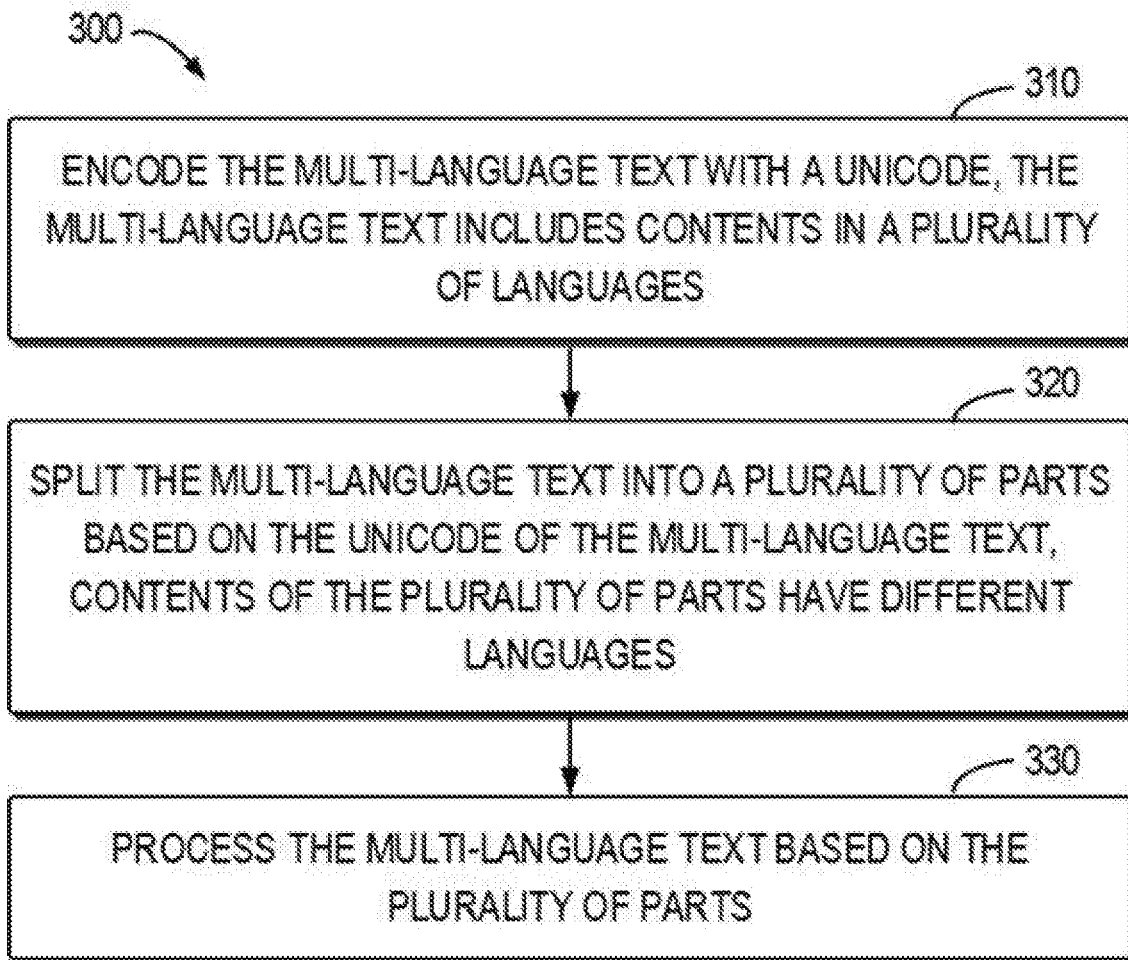 300
310
ENCODE THE MULTI-LANGUAGE TEXT WITH A UNICODE, THE
MULTI-LANGUAGE TEXT INCLUDES CONTENTS IN A PLURALITY
OF LANGUAGES
320
SPLIT THE MULTI-LANGUAGE TEXT INTO A PLURALITY OF PARTS
BASED ON THE UNICODE OF THE MULTI-LANGUAGE TEXT,
CONTENTS OF THE PLURALITY OF PARTS HAVE DIFFERENT
LANGUAGES
330
PROCESS THE MULTI-LANGUAGE TEXT BASED ON THE
PLURALITY OF PARTS